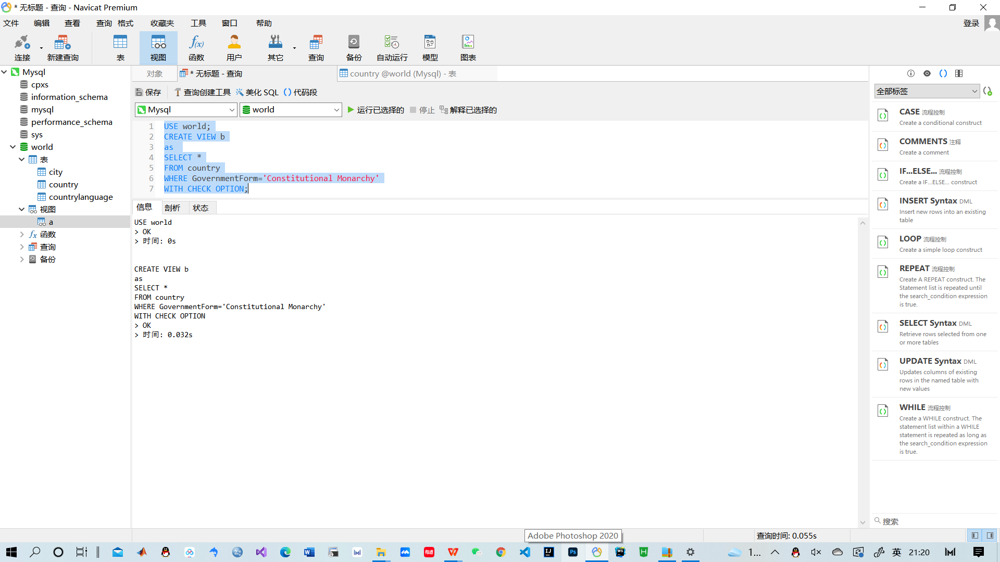 * 无标题 - 查询 - Navicat Premium
文件 编辑 查看 查询 格式 收藏夹 工具 窗口 帮助 登录
连接 新建查询 表 视图 函数 用户 其它 查询 备份 自动运行 模型 图表
Mysql
cpxs
information_schema
mysql
performance_schema
sys
world
表
city
country
countrylanguage
视图
a
函数
查询
备份
对象 * 无标题 - 查询 country @world (Mysql) - 表
保存 查询创建工具 美化 SQL 代码段
Mysql world 运行已选择的 停止 解释已选择的
1 USE world;
2 CREATE VIEW b
3 as
4 SELECT *
5 FROM country
6 WHERE GovernmentForm='Constitutional Monarchy'
7 WITH CHECK OPTION;
信息 剖析 状态
USE world
> OK
> 时间: 0s
CREATE VIEW b
as
SELECT *
FROM country
WHERE GovernmentForm='Constitutional Monarchy'
WITH CHECK OPTION
> OK
> 时间: 0.032s
全部标签
CASE 流程控制
Create a conditional construct
COMMENTS 注释
Create a comment
IF...ELSE... 流程控制
Create a IF...ELSE... construct
INSERT Syntax DML
Insert new rows into an existing
table
LOOP 流程控制
Create a simple loop construct
REPEAT 流程控制
Create A REPEAT construct. The
Statement list is repeated until
the search_condition expression
is true.
SELECT Syntax DML
Retrieve rows selected from one
or more tables
UPDATE Syntax DML
Updates columns of existing
rows in the named table with
new values
WHILE 流程控制
Create a WHILE construct. The
statement list within a WHILE
statement is repeated as long as
the search_condition expression
is true.
搜索
Adobe Photoshop 2020
查询时间: 0.055s
1... 英 21:20